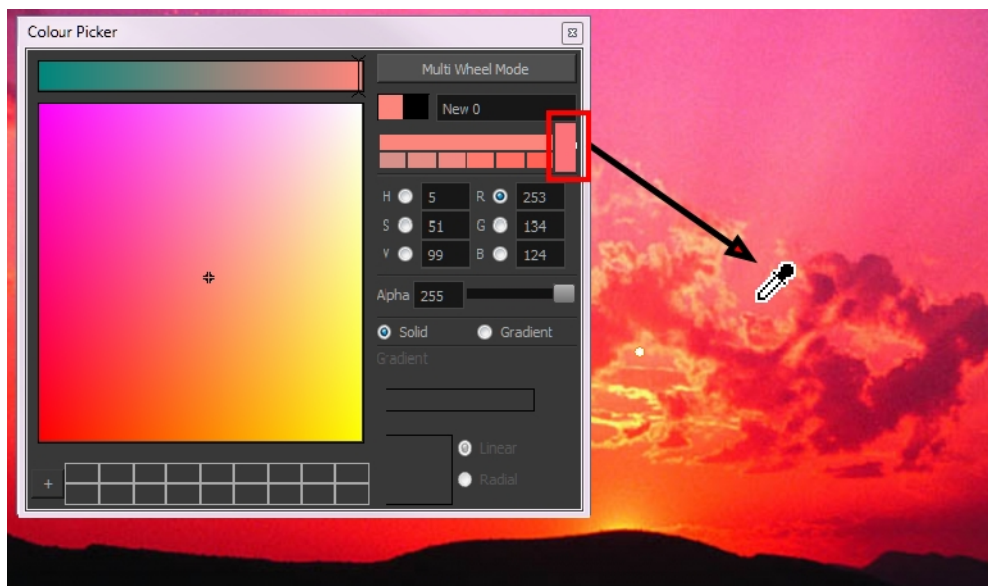 Colour Picker
Multi Wheel Mode
New 0
H 5 R 253
S 51 G 134
V 99 B 124
Alpha 255
Solid Gradient
Gradient
Linear
Radial
+